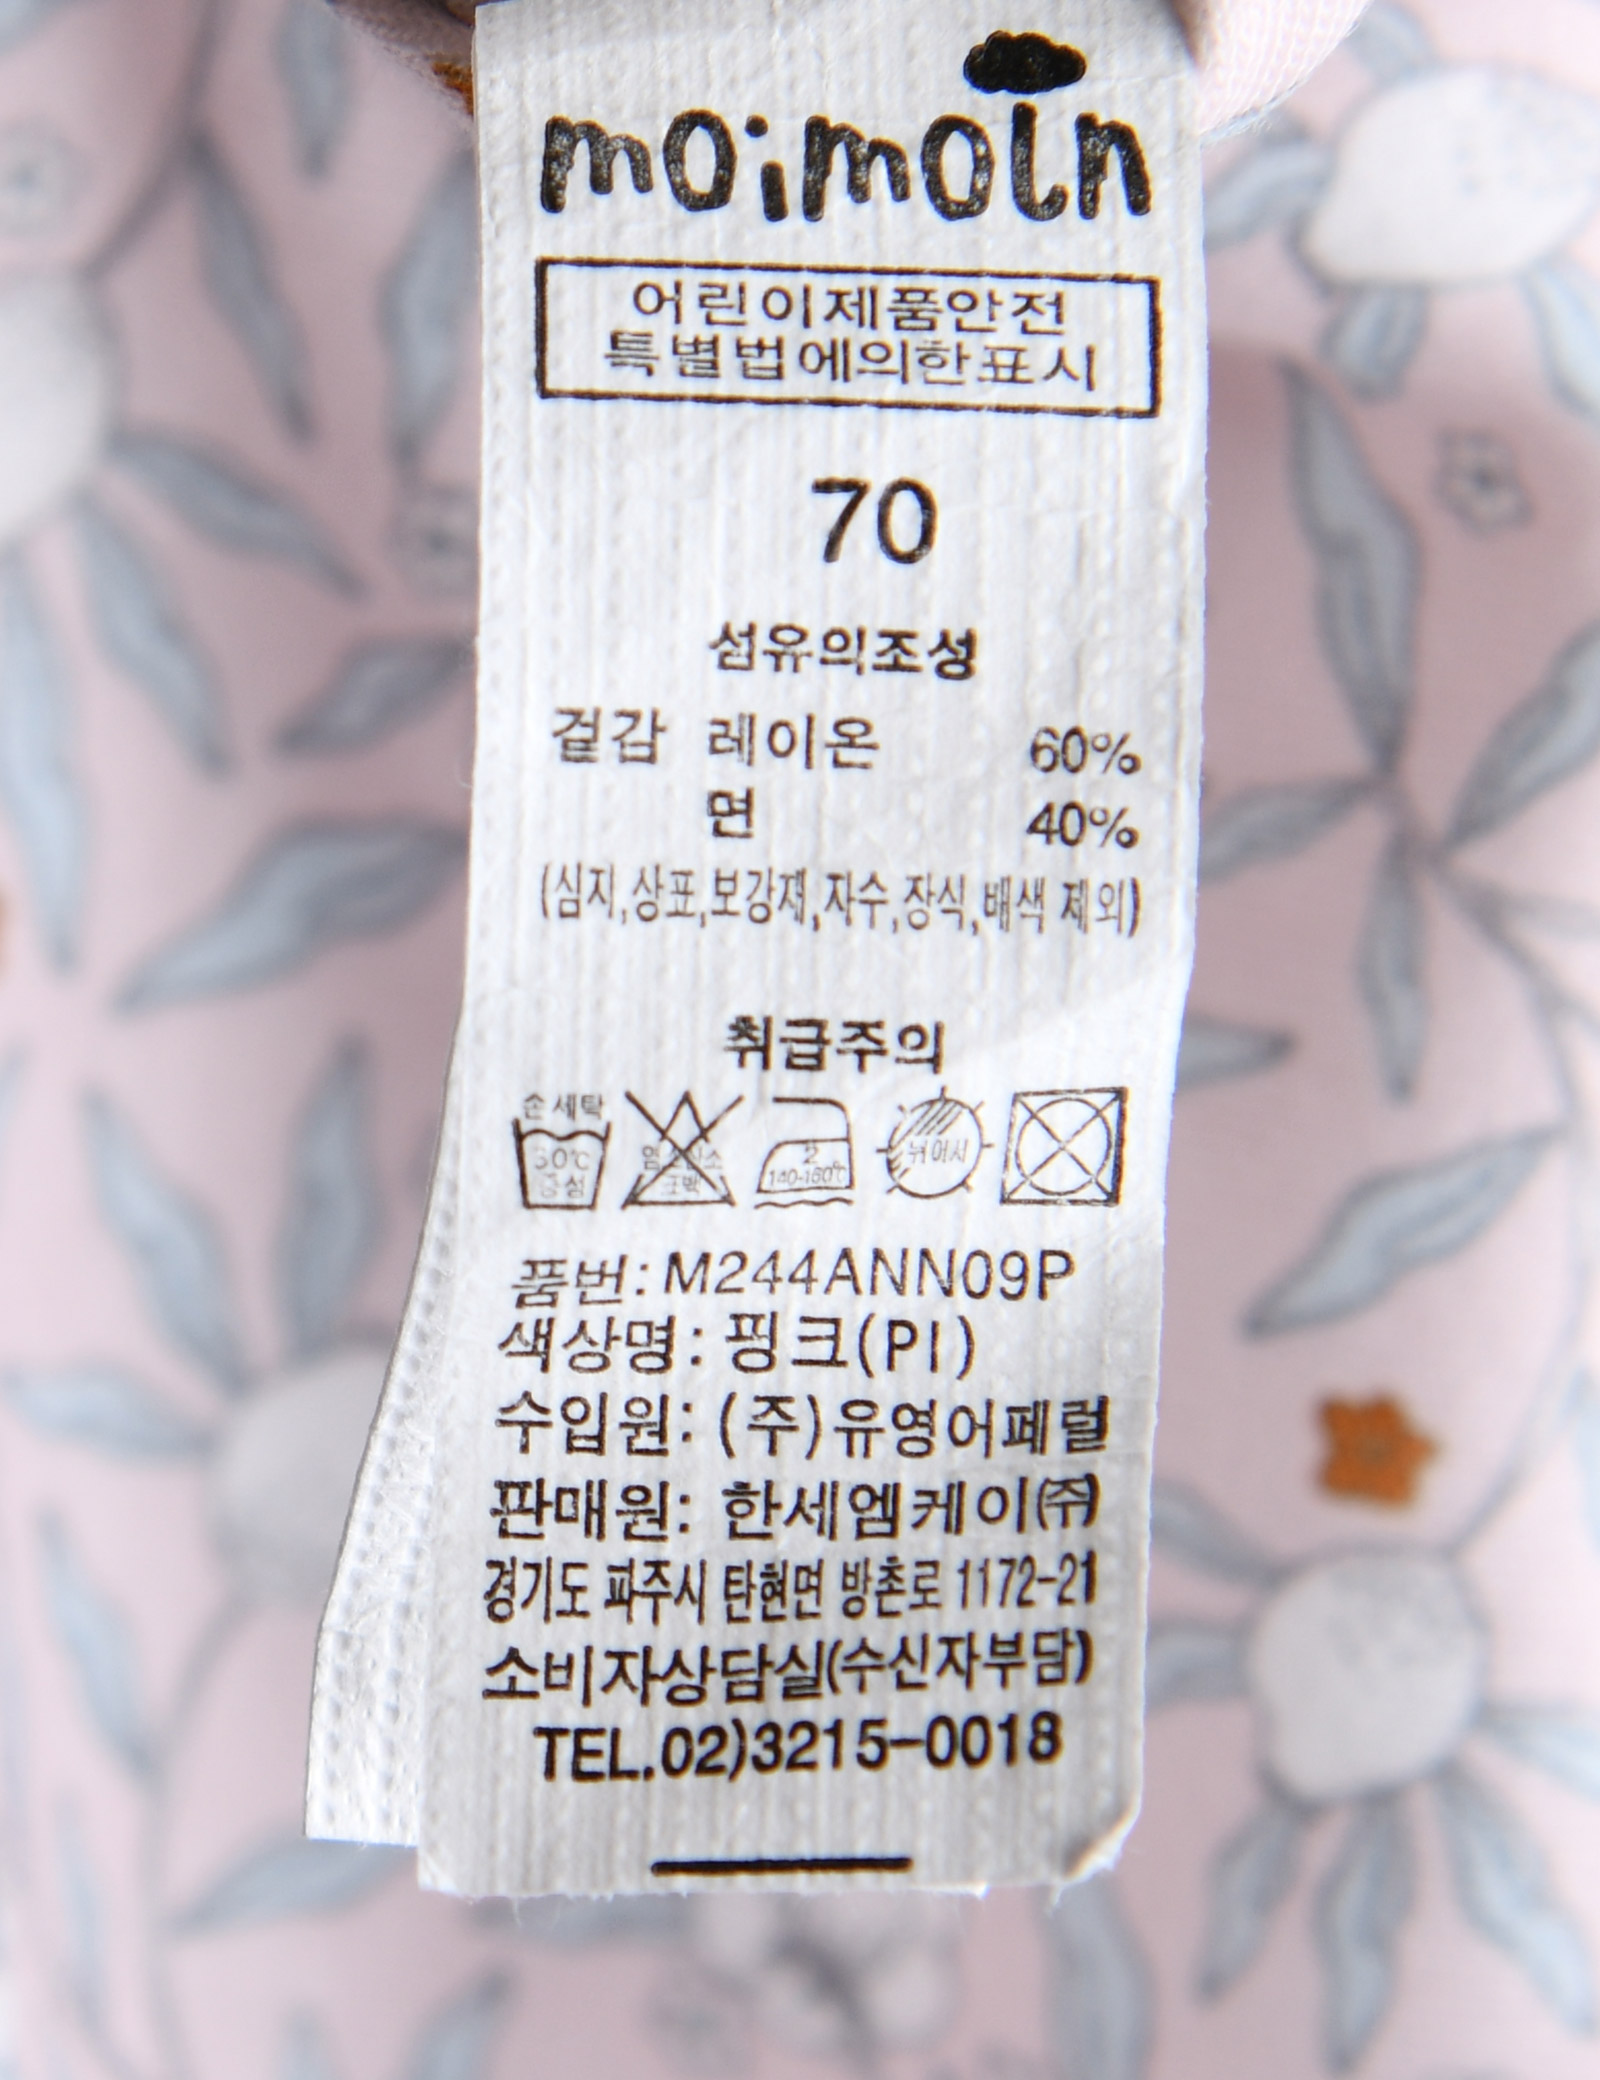 moimoln
어린이제품안전
특별법에의한표시
70
섬유의조성
겉감 레이온 60%
면 40%
(심지,상표,보강재,자수,장식,배색 제외)
취급주의
손세탁
30℃
중성
염소산소
표백
2
140-160℃
뉘어서
품번: M244ANN09P
색상명: 핑크(PI)
수입원: (주)유영어페럴
판매원: 한세엠케이㈜
경기도 파주시 탄현면 방촌로 1172-21
소비자상담실(수신자부담)
TEL.02)3215-0018